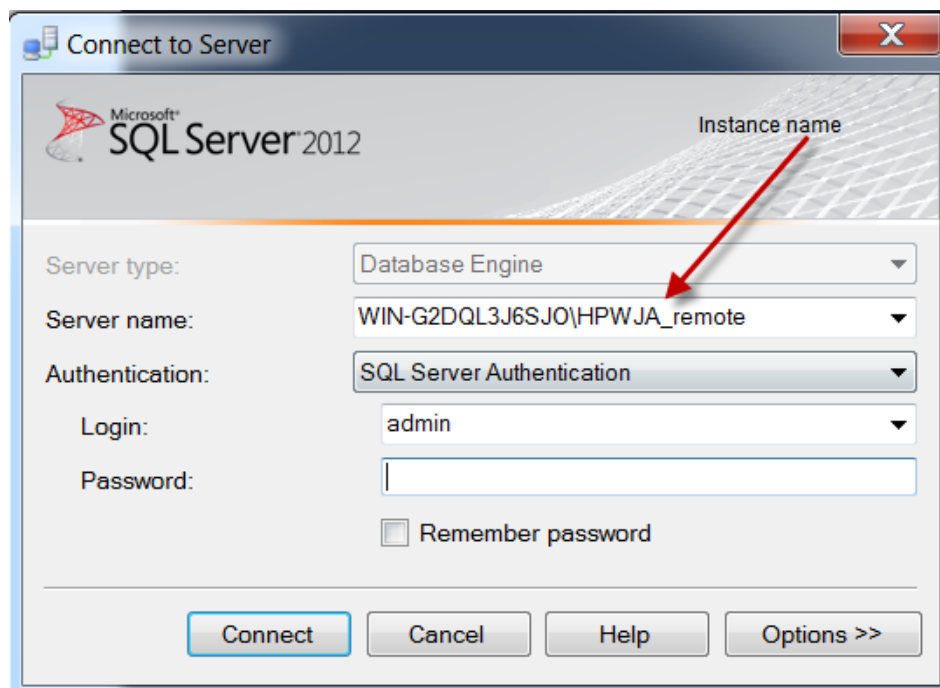 Connect to Server
Microsoft®
SQL Server® 2012
Instance name
Server type:
Database Engine
Server name:
WIN-G2DQL3J6SJO\HPWJA_remote
Authentication:
SQL Server Authentication
Login:
admin
Password:
Remember password
Connect
Cancel
Help
Options >>